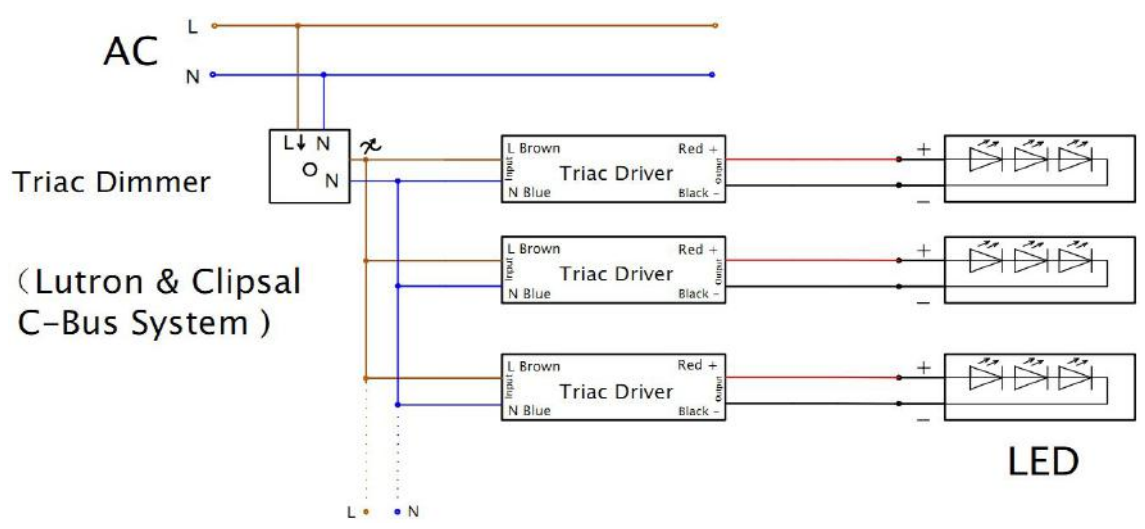 L
AC
N
L↓ N
N
Triac Dimmer
（Lutron & Clipsal
C-Bus System )
L Brown
Input
N Blue
Triac Driver
Red +
Output
Black -
+
-
L Brown
Input
N Blue
Triac Driver
Red +
Output
Black -
+
-
L Brown
Input
N Blue
Triac Driver
Red +
Output
Black -
+
-
LED
L
N